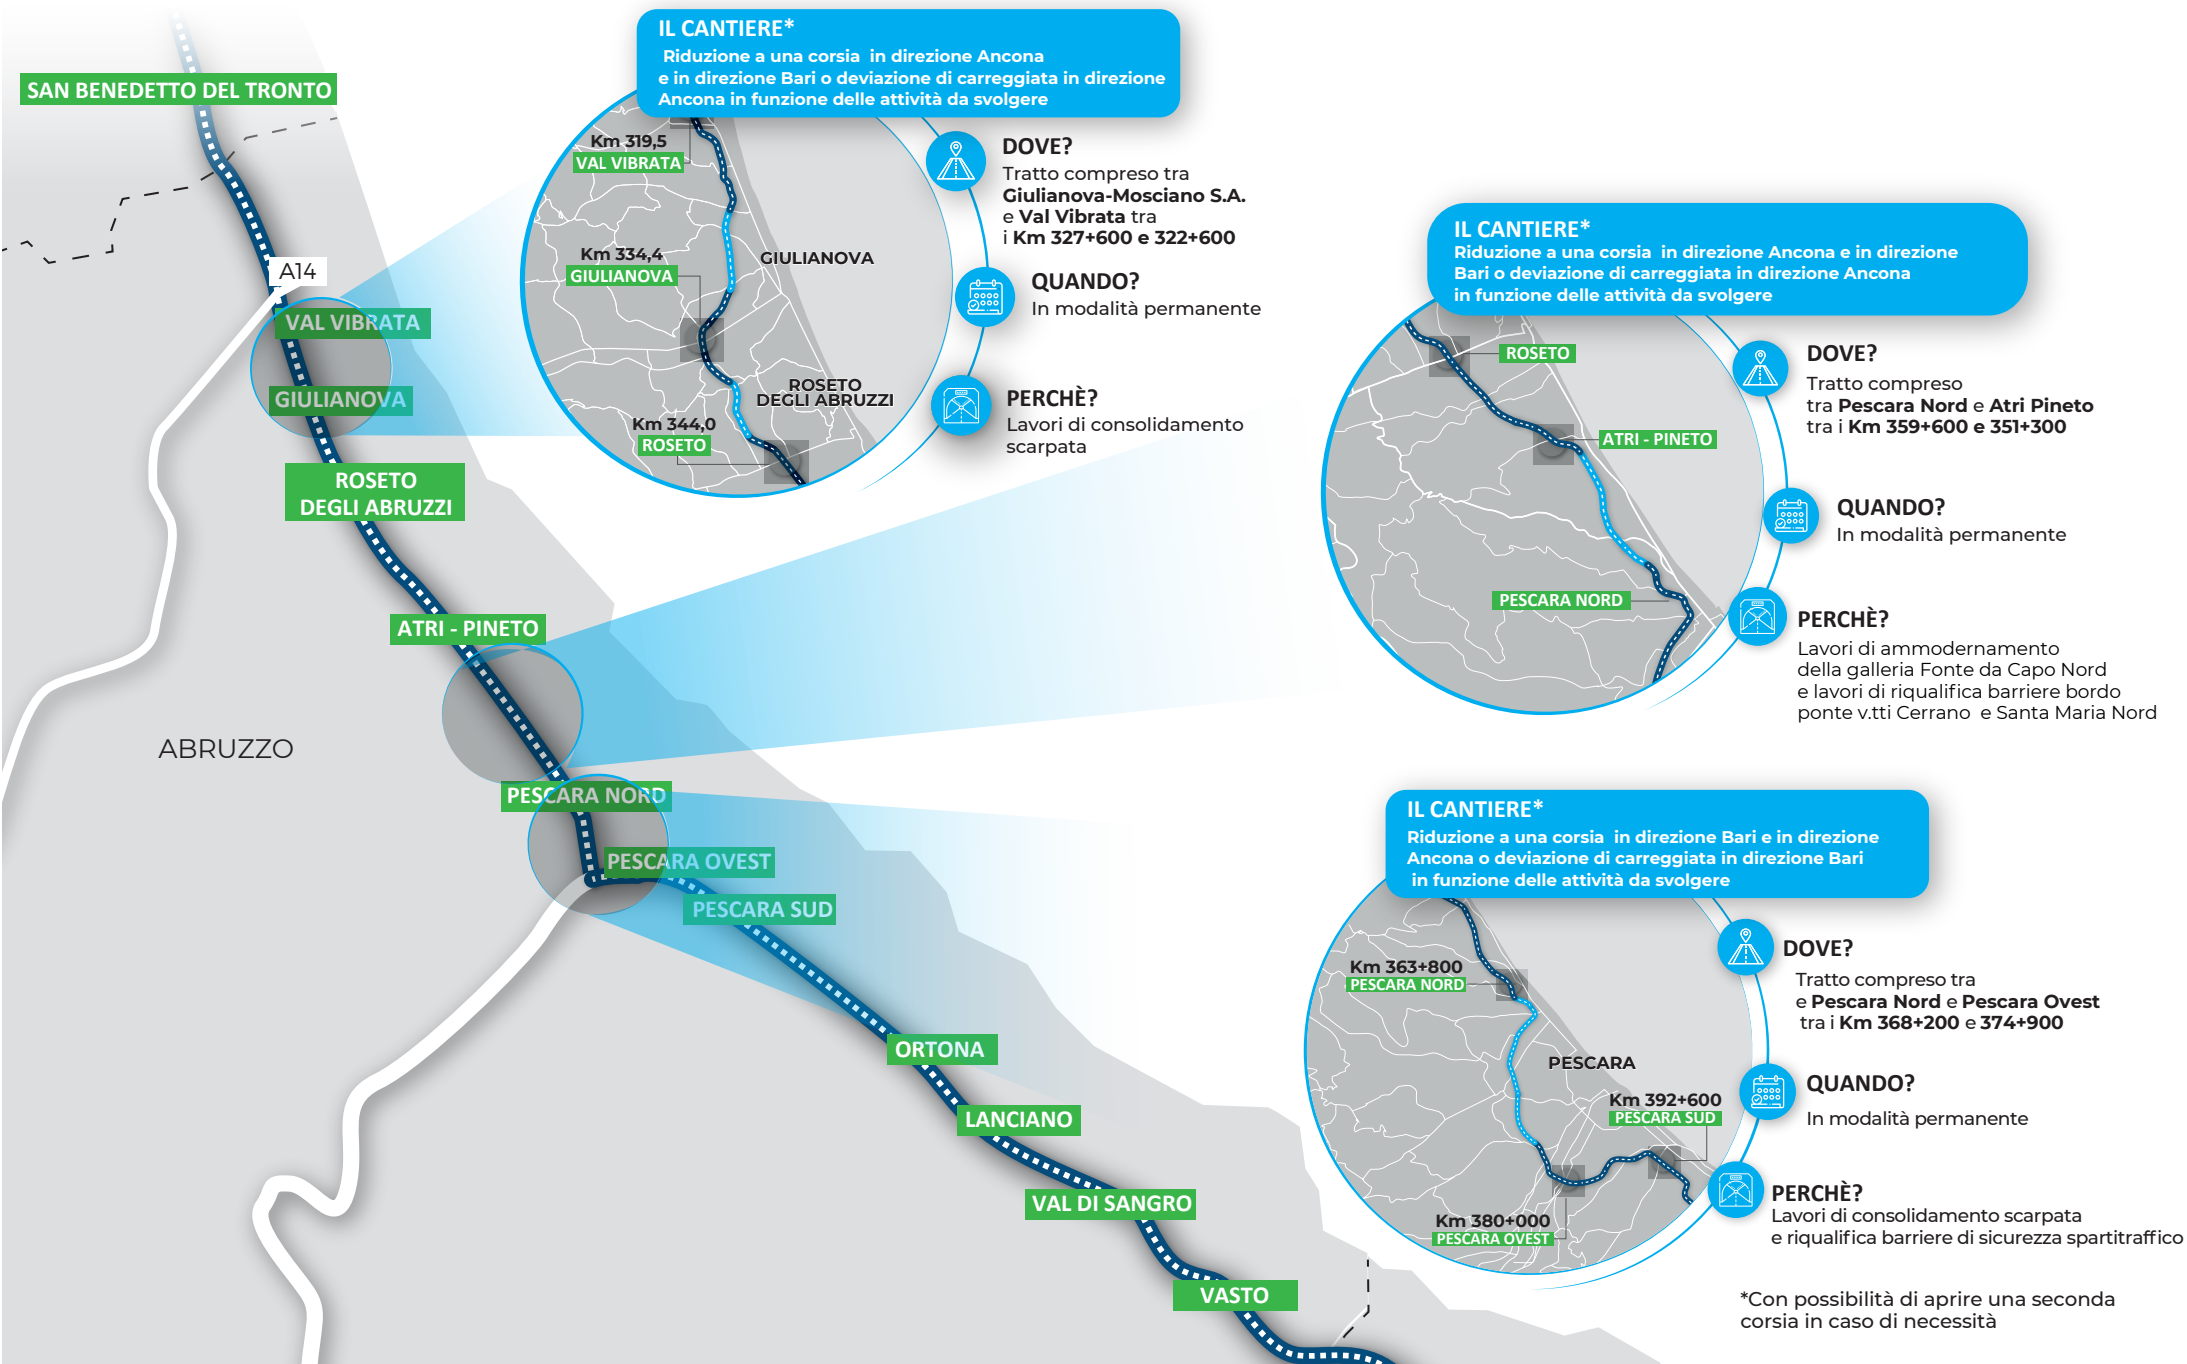 SAN BENEDETTO DEL TRONTO
A14
VAL VIBRATA
GIULIANOVA
ROSETO
DEGLI ABRUZZI
ATRI - PINETO
ABRUZZO
PESCARA NORD
PESCARA OVEST
PESCARA SUD
ORTONA
LANCIANO
VAL DI SANGRO
VASTO
IL CANTIERE*
Riduzione a una corsia in direzione Ancona
e in direzione Bari o deviazione di carreggiata in direzione
Ancona in funzione delle attività da svolgere
Km 319,5
VAL VIBRATA
Km 334,4
GIULIANOVA
GIULIANOVA
ROSETO
DEGLI ABRUZZI
Km 344,0
ROSETO
DOVE?
Tratto compreso tra
Giulianova-Mosciano S.A.
e Val Vibrata tra
i Km 327+600 e 322+600
QUANDO?
In modalità permanente
PERCHÈ?
Lavori di consolidamento
scarpata
IL CANTIERE*
Riduzione a una corsia in direzione Ancona e in direzione
Bari o deviazione di carreggiata in direzione Ancona
in funzione delle attività da svolgere
ROSETO
ATRI - PINETO
PESCARA NORD
DOVE?
Tratto compreso
tra Pescara Nord e Atri Pineto
tra i Km 359+600 e 351+300
QUANDO?
In modalità permanente
PERCHÈ?
Lavori di ammodernamento
della galleria Fonte da Capo Nord
e lavori di riqualifica barriere bordo
ponte v.tti Cerrano e Santa Maria Nord
IL CANTIERE*
Riduzione a una corsia in direzione Bari e in direzione
Ancona o deviazione di carreggiata in direzione Bari
in funzione delle attività da svolgere
Km 363+800
PESCARA NORD
PESCARA
Km 392+600
PESCARA SUD
Km 380+000
PESCARA OVEST
DOVE?
Tratto compreso tra
e Pescara Nord e Pescara Ovest
tra i Km 368+200 e 374+900
QUANDO?
In modalità permanente
PERCHÈ?
Lavori di consolidamento scarpata
e riqualifica barriere di sicurezza spartitraffico
*Con possibilità di aprire una seconda
corsia in caso di necessità